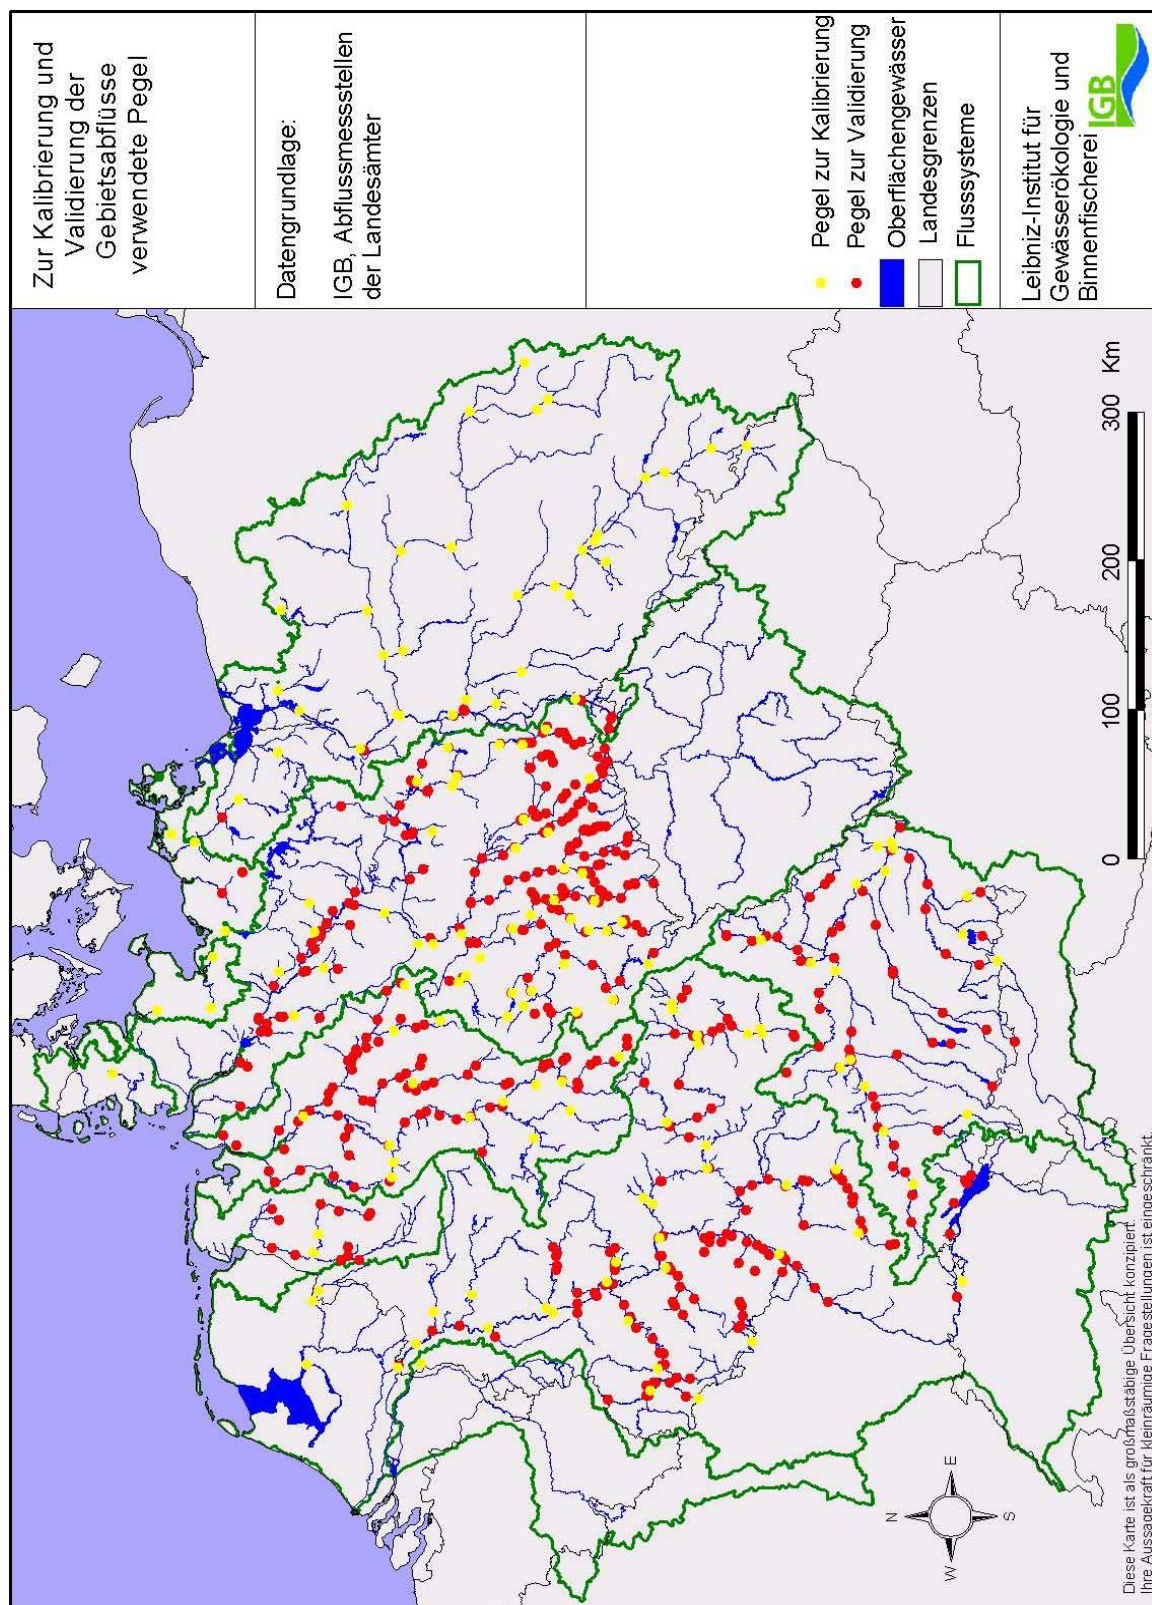 Zur Kalibrierung und
Validierung der
Gebietsabflüsse
verwendete Pegel
Datengrundlage:
IGB, Abflussmessstellen
der Landesämter
Pegel zur Kalibrierung
Pegel zur Validierung
Oberflächengewässer
Landesgrenzen
Flusssysteme
Leibniz-Institut für
Gewässerökologie und
Binnenfischerei
IGB
0 100 200 300 Km
N
W E
S
Diese Karte ist als großmaßstäbige Übersicht konzipiert.
Ihre Aussagekraft für kleinräumige Fragestellungen ist eingeschränkt.